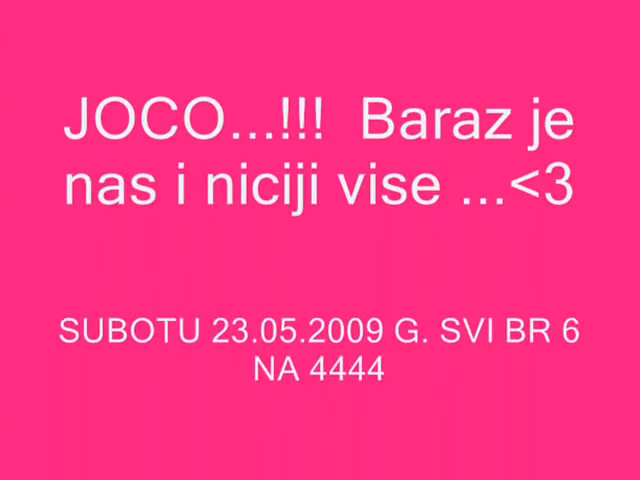 JOCO...!!! Baraz je
nas i niciji vise ...<3
SUBOTU 23.05.2009 G. SVI BR 6
NA 4444